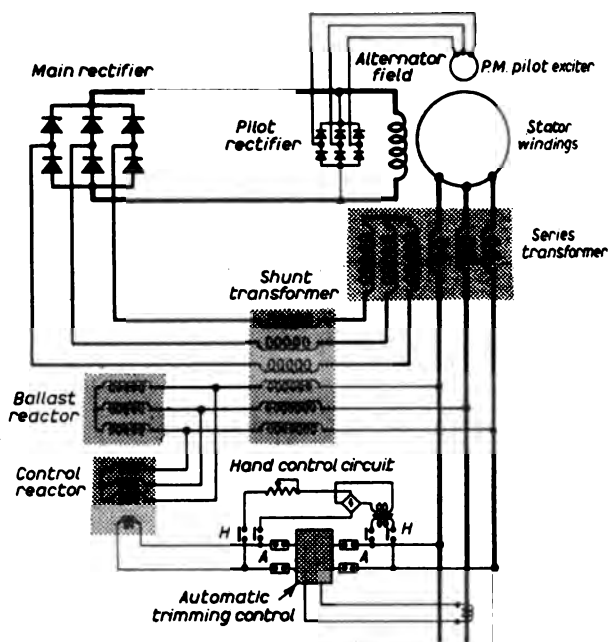 Main rectifier
Alternator
field
P.M. pilot exciter
Pilot
rectifier
Stator
windings
Series
transformer
Shunt
transformer
Ballast
reactor
Control
reactor
Hand control circuit
H
H
A
A
Automatic
trimming control